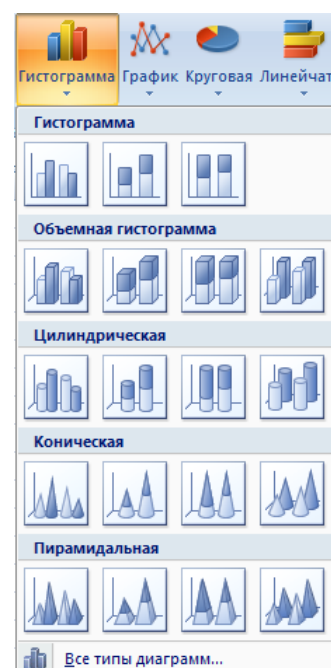 Гистограмма График Круговая Линейчат
Гистограмма
Объемная гистограмма
Цилиндрическая
Коническая
Пирамидальная
Все типы диаграмм...